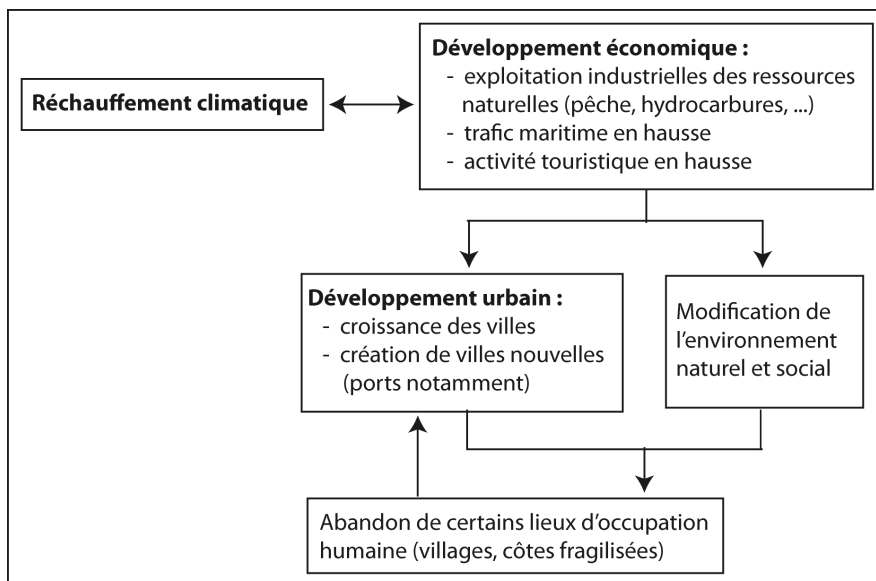 Réchauffement climatique
Développement économique :
- exploitation industrielles des ressources
naturelles (pêche, hydrocarbures, ...)
- trafic maritime en hausse
- activité touristique en hausse
Développement urbain :
- croissance des villes
- création de villes nouvelles
(ports notamment)
Modification de
l’environnement
naturel et social
Abandon de certains lieux d’occupation
humaine (villages, côtes fragilisées)